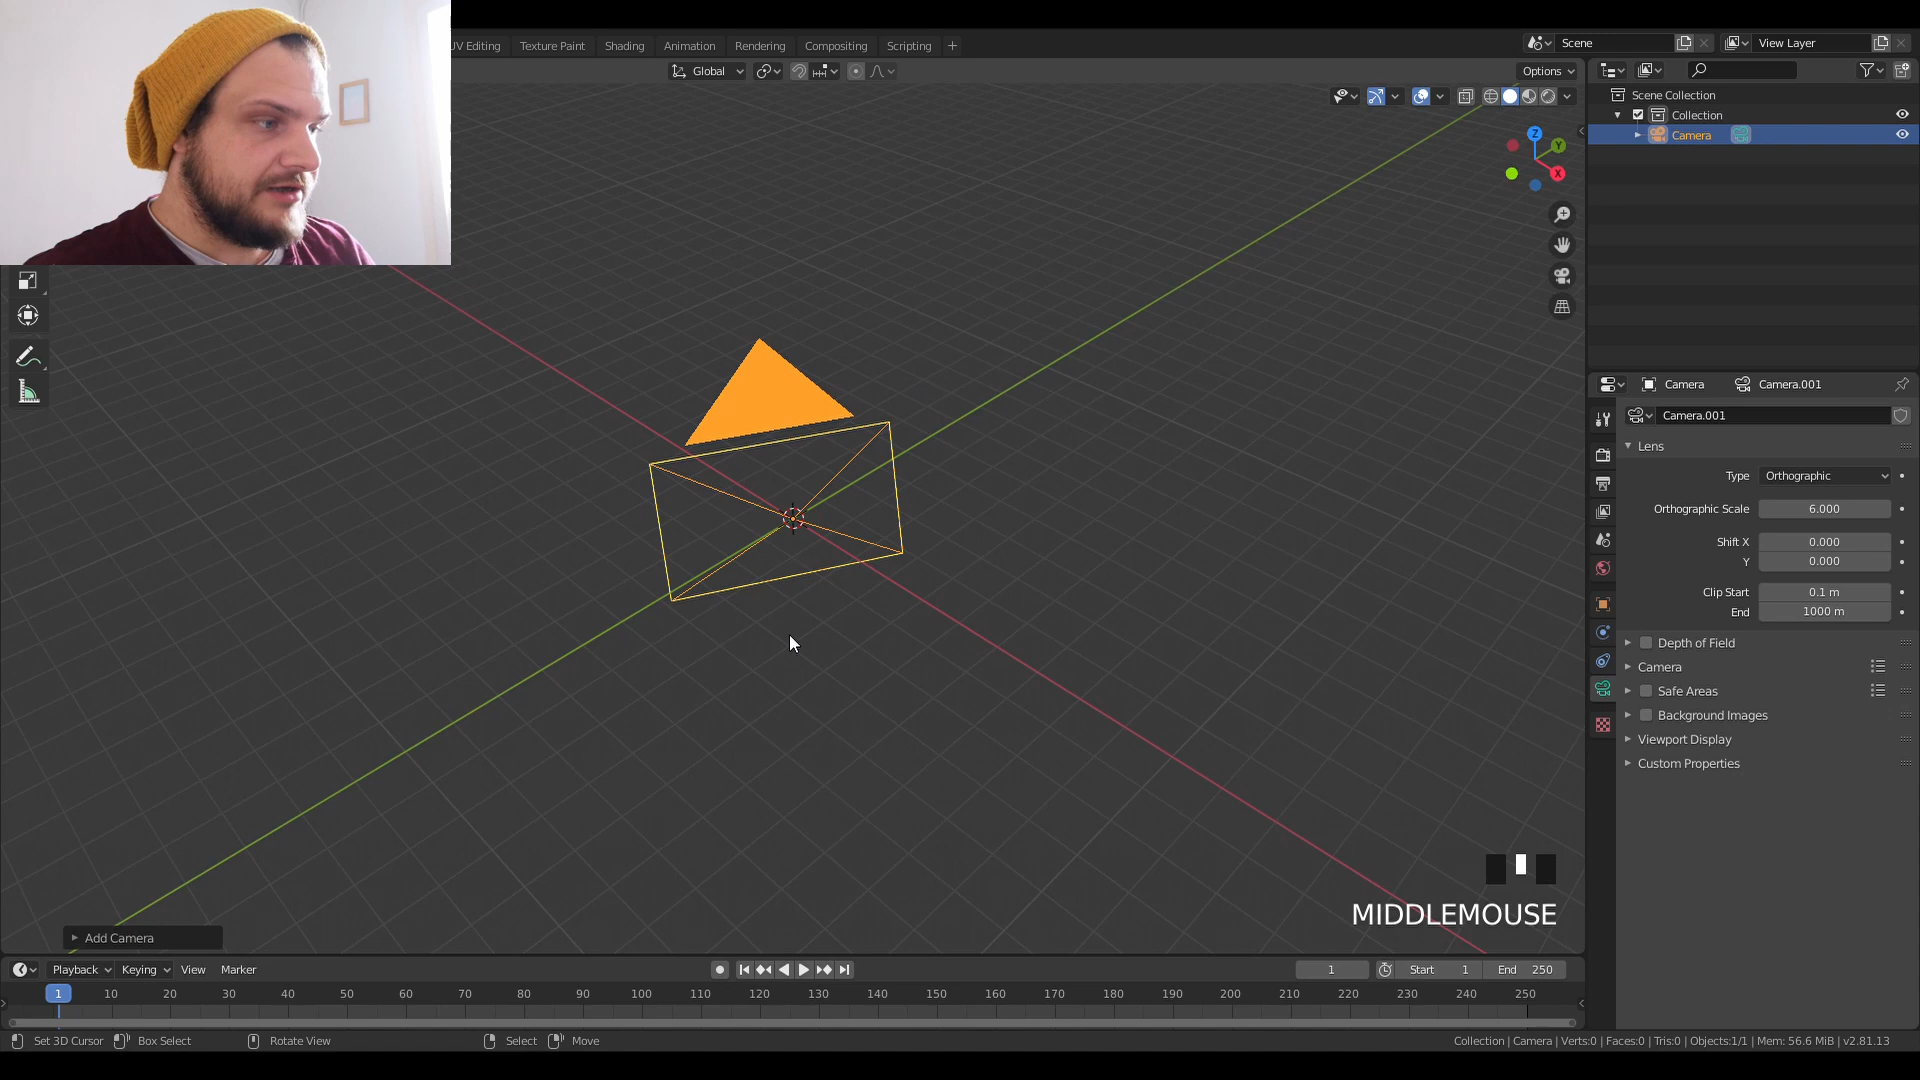 UV Editing Texture Paint Shading Animation Rendering Compositing Scripting +
Scene
View Layer
Global
Options
Scene Collection
Collection
Camera
Z
Y
X
Camera Camera.001
Camera.001
Lens
Type Orthographic
Orthographic Scale 6.000
Shift X 0.000
Y 0.000
Clip Start 0.1 m
End 1000 m
Depth of Field
Camera
Safe Areas
Background Images
Viewport Display
Custom Properties
MIDDLEMOUSE
Add Camera
Playback Keying View Marker
1
Start 1
End 250
1 10 20 30 40 50 60 70 80 90 100 110 120 130 140 150 160 170 180 190 200 210 220 230 240 250
Set 3D Cursor Box Select Rotate View Select Move
Collection | Camera | Verts:0 | Faces:0 | Tris:0 | Objects:1/1 | Mem: 56.6 MiB | v2.81.13